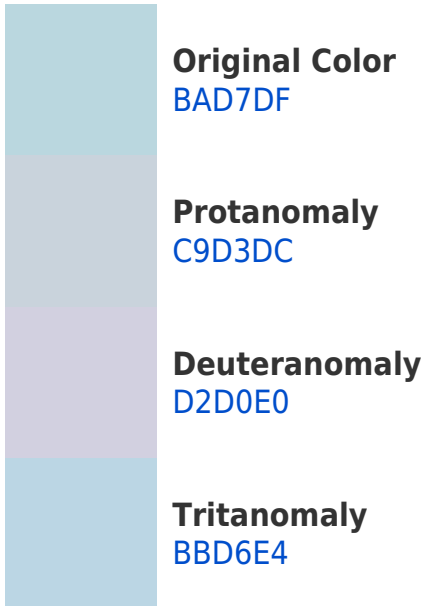 Original Color
BAD7DF
Protanomaly
C9D3DC
Deuteranomaly
D2D0E0
Tritanomaly
BBD6E4